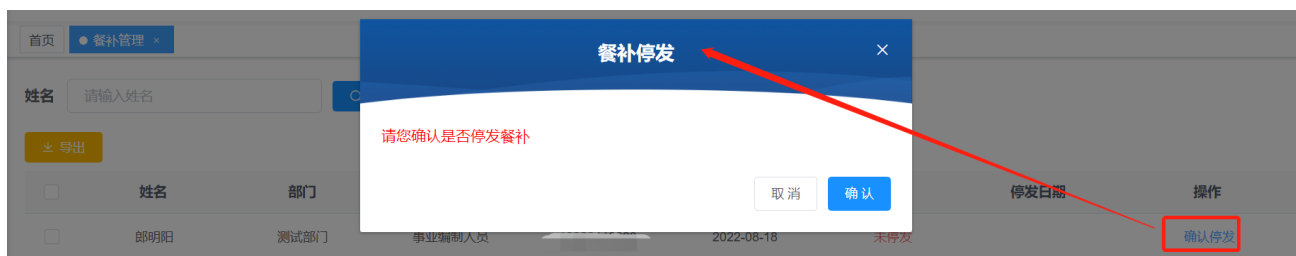 首页 餐补管理 ×
餐补停发 ×
姓名 请输入姓名
请您确认是否停发餐补
导出
取消 确认
姓名 部门 停发日期 操作
郎明阳 测试部门 事业编制人员 2022-08-18 未停发 确认停发